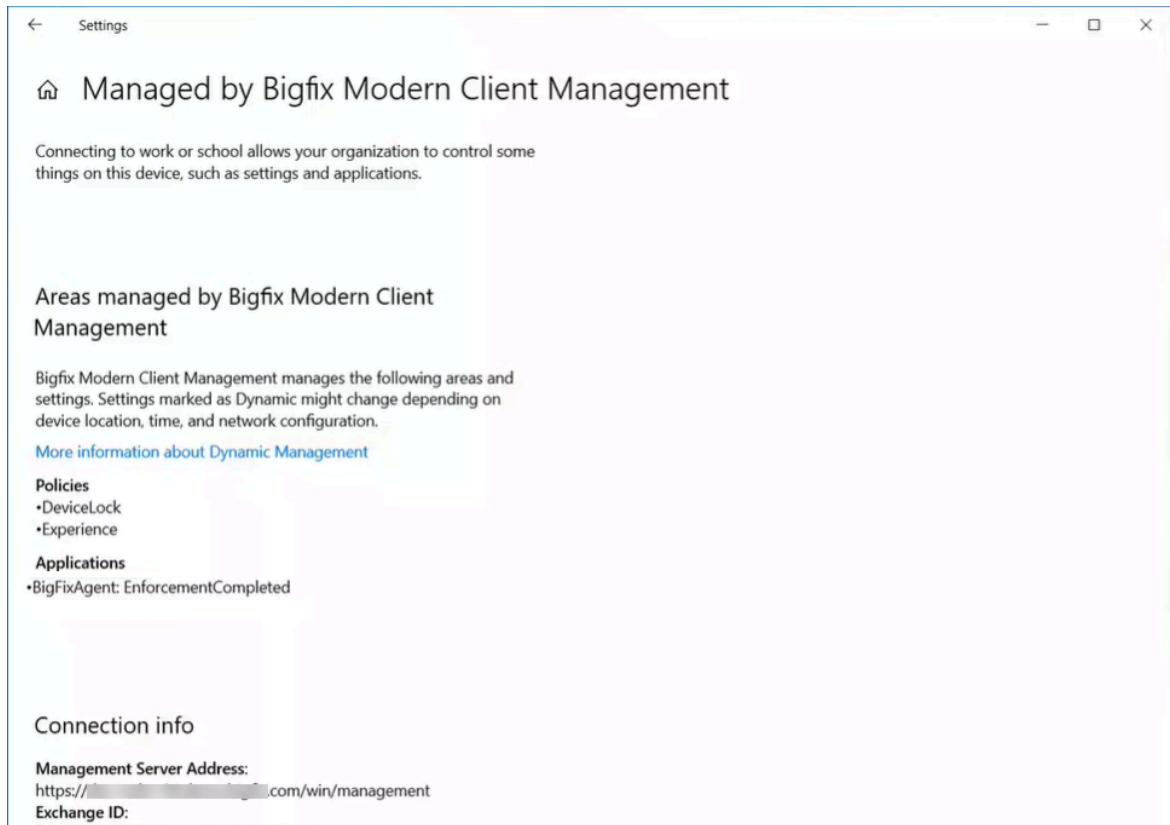 Settings
Managed by Bigfix Modern Client Management
Connecting to work or school allows your organization to control some
things on this device, such as settings and applications.
Areas managed by Bigfix Modern Client
Management
Bigfix Modern Client Management manages the following areas and
settings. Settings marked as Dynamic might change depending on
device location, time, and network configuration.
More information about Dynamic Management
Policies
•DeviceLock
•Experience
Applications
•BigFixAgent: EnforcementCompleted
Connection info
Management Server Address:
https:// .com/win/management
Exchange ID: